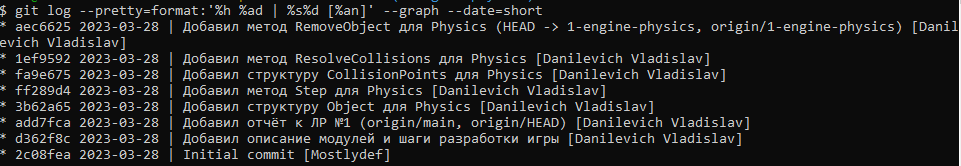 $ git log --pretty=format:'%h %ad | %s%d [%an]' --graph --date=short
* aec6625 2023-03-28 | Добавил метод RemoveObject для Physics (HEAD -> 1-engine-physics, origin/1-engine-physics) [Danil
evich Vladislav]
* 1ef9592 2023-03-28 | Добавил метод ResolveCollisions для Physics [Danilevich Vladislav]
* fa9e675 2023-03-28 | Добавил структуру CollisionPoints для Physics [Danilevich Vladislav]
* ff289d4 2023-03-28 | Добавил метод Step для Physics [Danilevich Vladislav]
* 3b62a65 2023-03-28 | Добавил структуру Object для Physics [Danilevich Vladislav]
* add7fca 2023-03-28 | Добавил отчёт к ЛР №1 (origin/main, origin/HEAD) [Danilevich Vladislav]
* d362f8c 2023-03-28 | Добавил описание модулей и шаги разработки игры [Danilevich Vladislav]
* 2c08fea 2023-03-28 | Initial commit [Mostlydef]